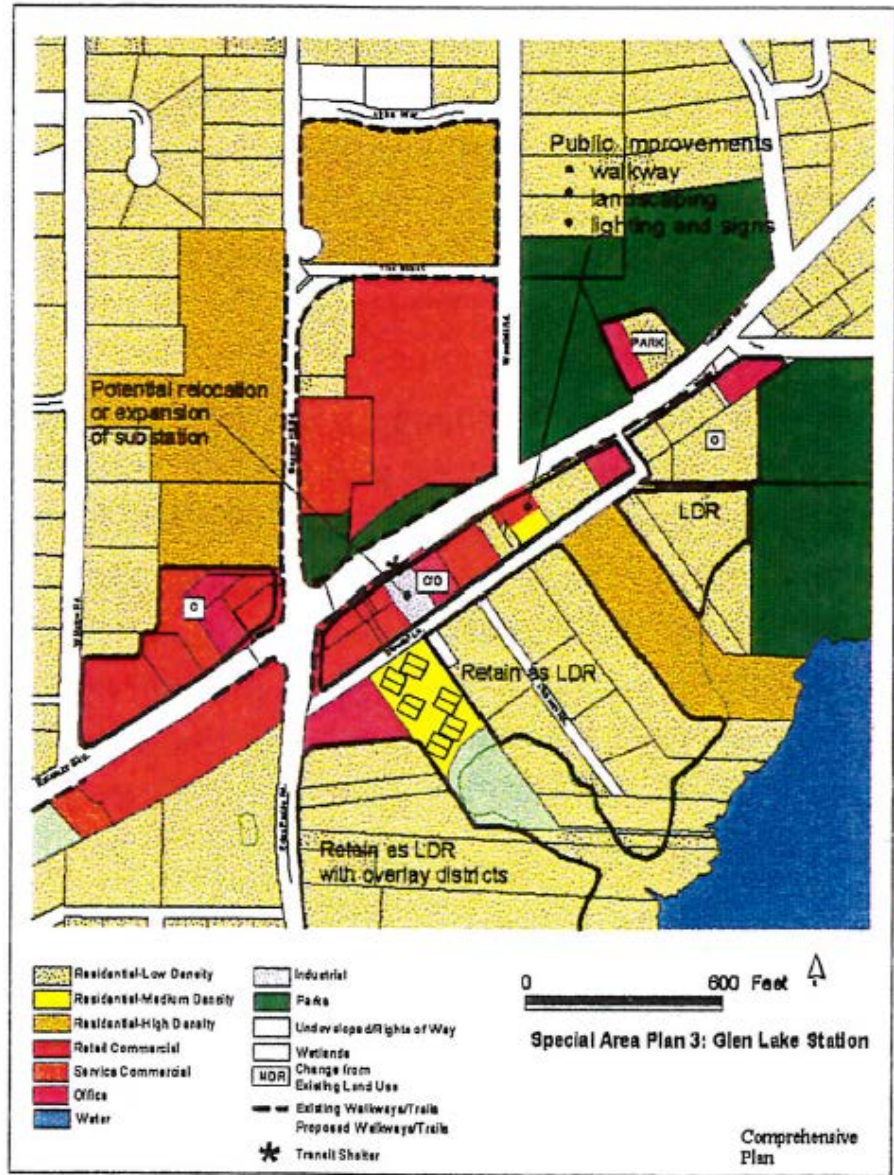 Public improvements
• walkway
• landscaping
• lighting and signs
PARK
Potential relocation
or expansion
of substation
O
LDR
O
Retain as LDR
Retain as LDR
with overlay districts
Residential-Low Density
Residential-Medium Density
Residential-High Density
Retail Commercial
Service Commercial
Office
Water
Industrial
Parks
Undeveloped/Rights of Way
Wetlands
MDR Change from
Existing Land Use
Existing Walkways/Trails
Proposed Walkways/Trails
Transit Shelter
0 600 Feet
Special Area Plan 3: Glen Lake Station
Comprehensive
Plan